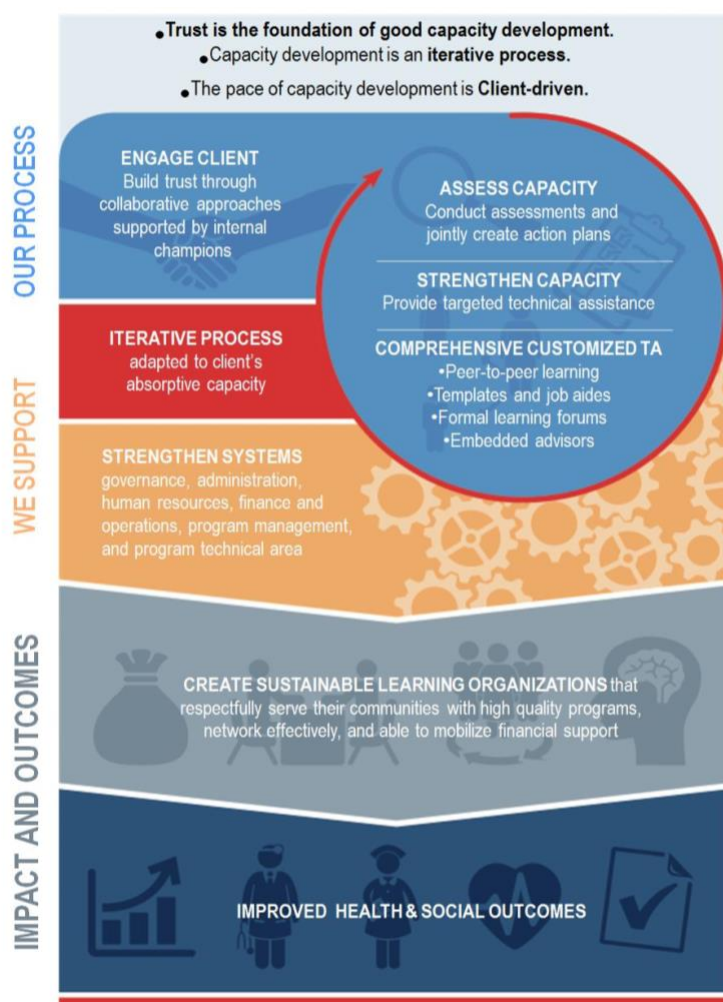 •Trust is the foundation of good capacity development.
•Capacity development is an iterative process.
•The pace of capacity development is Client-driven.
OUR PROCESS
ENGAGE CLIENT
Build trust through
collaborative approaches
supported by internal
champions
ASSESS CAPACITY
Conduct assessments and
jointly create action plans
STRENGTHEN CAPACITY
Provide targeted technical assistance
COMPREHENSIVE CUSTOMIZED TA
•Peer-to-peer learning
•Templates and job aides
•Formal learning forums
•Embedded advisors
ITERATIVE PROCESS
adapted to client's
absorptive capacity
WE SUPPORT
STRENGTHEN SYSTEMS
governance, administration,
human resources, finance and
operations, program management,
and program technical area
IMPACT AND OUTCOMES
CREATE SUSTAINABLE LEARNING ORGANIZATIONS that
respectfully serve their communities with high quality programs,
network effectively, and able to mobilize financial support
IMPROVED HEALTH & SOCIAL OUTCOMES